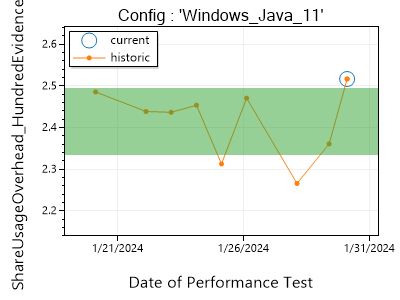 Config : 'Windows_Java_11'
ShareUsageOverhead_HundredEvidence
current
historic
2.6
2.5
2.4
2.3
2.2
1/21/2024
1/26/2024
1/31/2024
Date of Performance Test